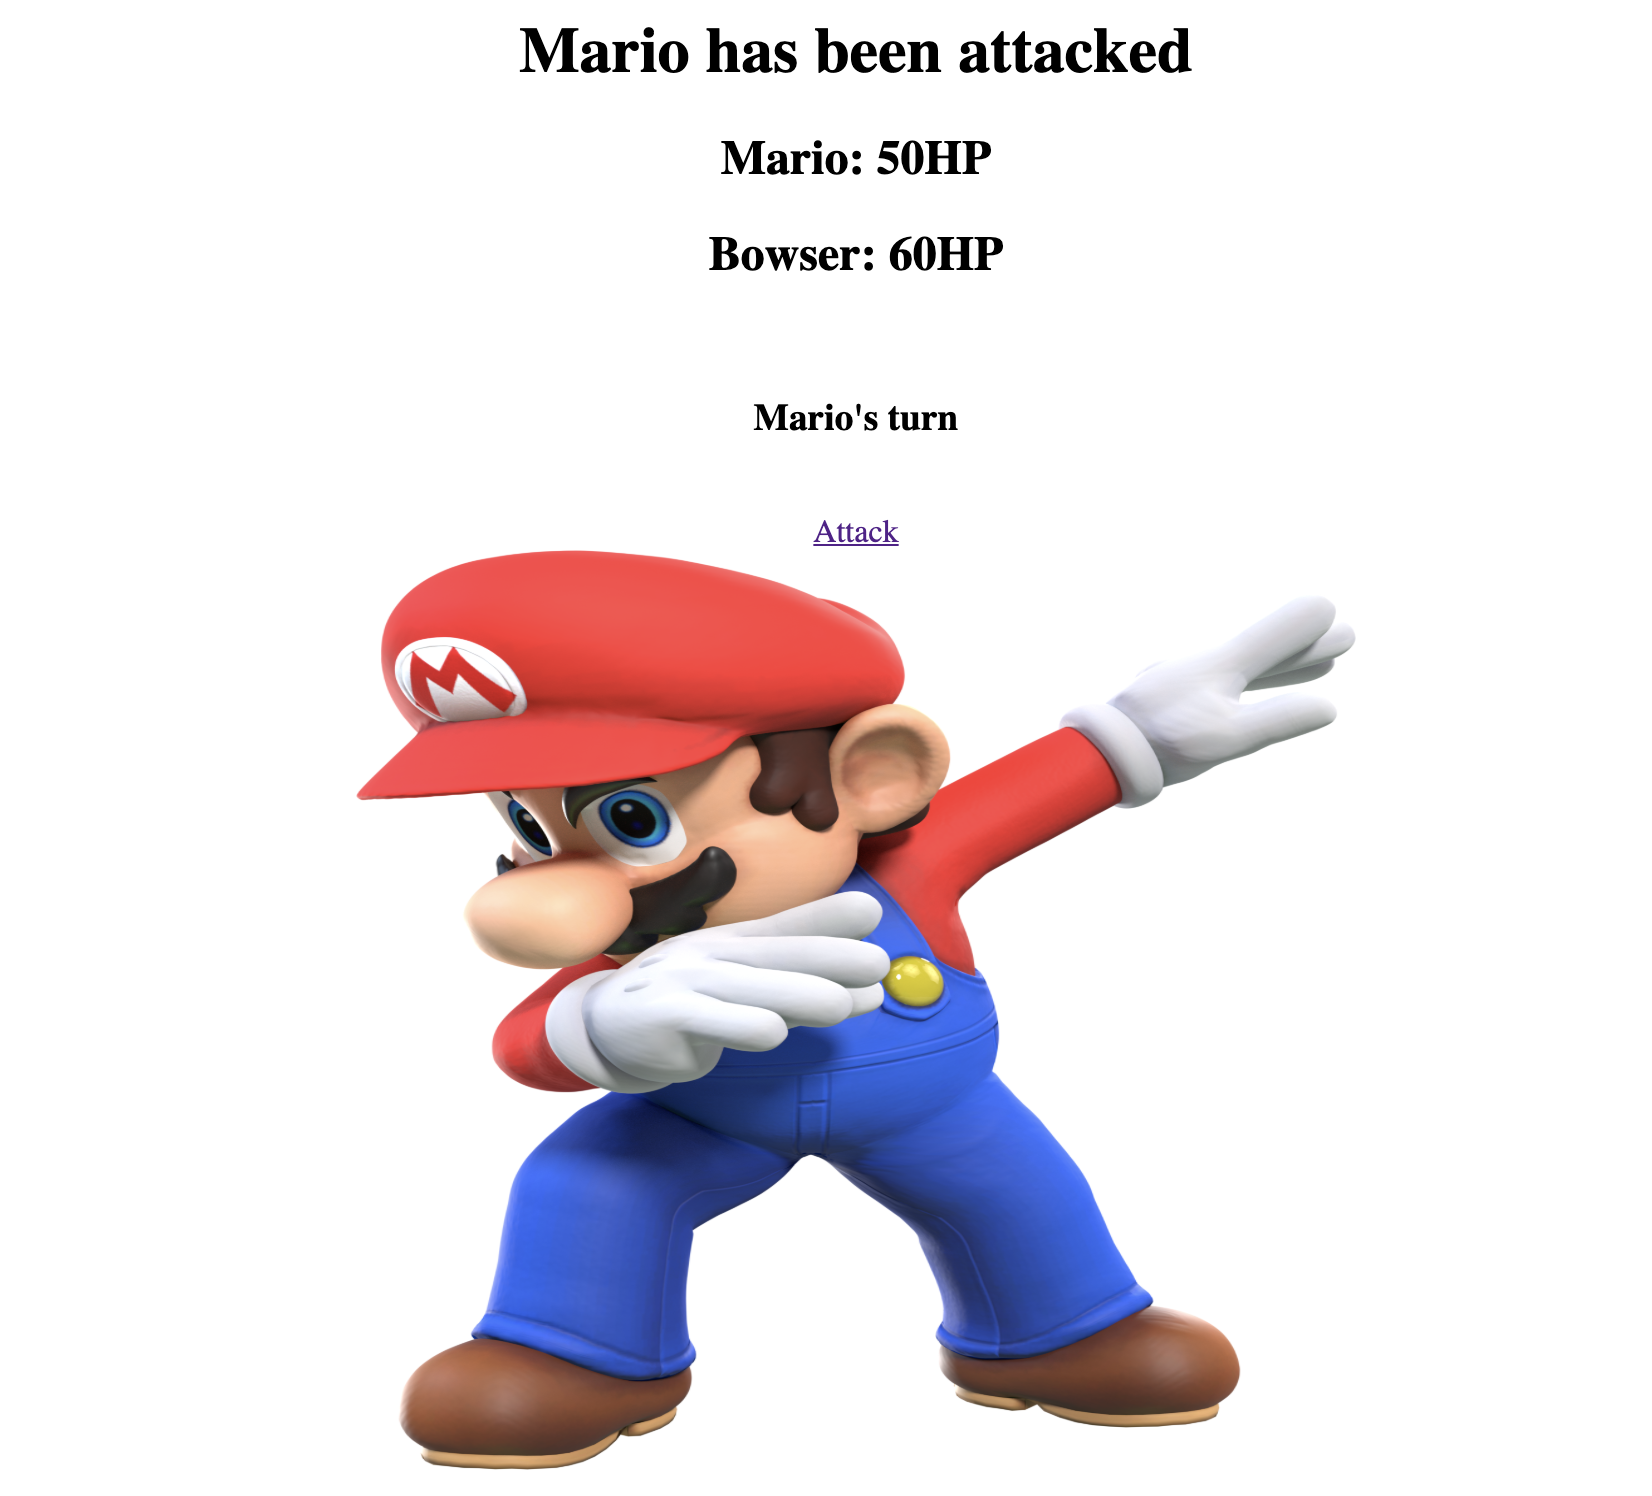 Mario has been attacked
Mario: 50HP
Bowser: 60HP
Mario's turn
Attack
M